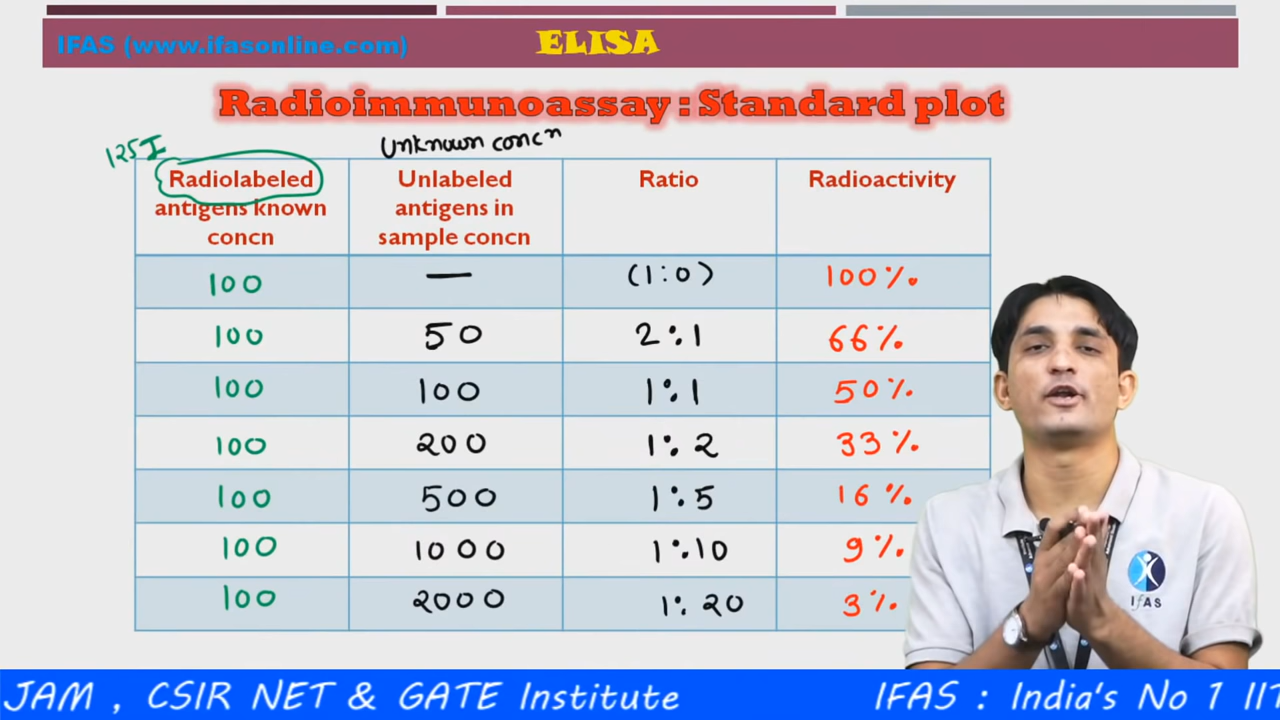 IFAS (www.ifasonline.com)
ELISA
Radioimmunoassay : Standard plot
125I
Unknown concn
Radiolabeled antigens known concn
Unlabeled antigens in sample concn
Ratio
Radioactivity
100 — (1:0) 100%.
100 50 2:1 66%.
100 100 1:1 50%.
100 200 1:2 33%.
100 500 1:5 16%.
100 1000 1:10 9%.
100 2000 1:20 3%.
IFAS
JAM , CSIR NET & GATE Institute IFAS : India's No 1 IIT